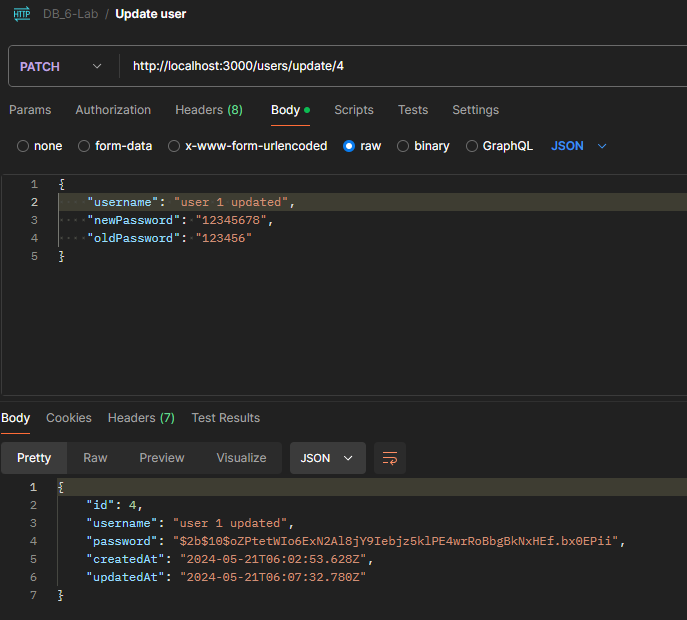 HTTP DB_6-Lab / Update user
PATCH http://localhost:3000/users/update/4
Params Authorization Headers (8) Body Scripts Tests Settings
none form-data x-www-form-urlencoded raw binary GraphQL JSON
1 {
2 "username": "user 1 updated",
3 "newPassword": "12345678",
4 "oldPassword": "123456"
5 }
Body Cookies Headers (7) Test Results
Pretty Raw Preview Visualize JSON
1 {
2 "id": 4,
3 "username": "user 1 updated",
4 "password": "$2b$10$oZPtetWIo6ExN2Al8jY9Iebjz5klPE4wrRoBbgBkNxHEf.bx0EPii",
5 "createdAt": "2024-05-21T06:02:53.628Z",
6 "updatedAt": "2024-05-21T06:07:32.780Z"
7 }